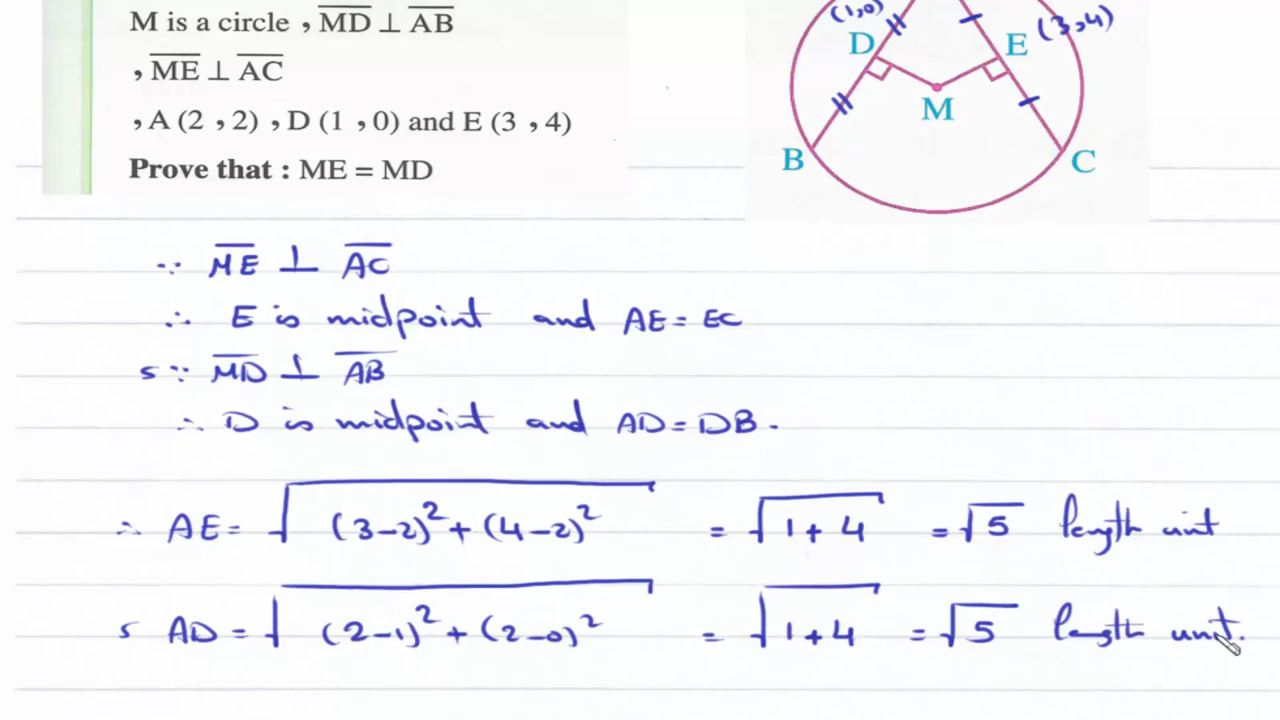 M is a circle , MD ⊥ AB
, ME ⊥ AC
, A (2 , 2) , D (1 , 0) and E (3 , 4)
Prove that : ME = MD
(1,0)
D
E
(3,4)
M
B
C
∵ ME ⊥ AC
∴ E is midpoint and AE = EC
, ∵ MD ⊥ AB
∴ D is midpoint and AD = DB.
∴ AE = √((3-2)² + (4-2)²) = √(1+4) = √5 length unit
, AD = √((2-1)² + (2-0)²) = √(1+4) = √5 length unit.